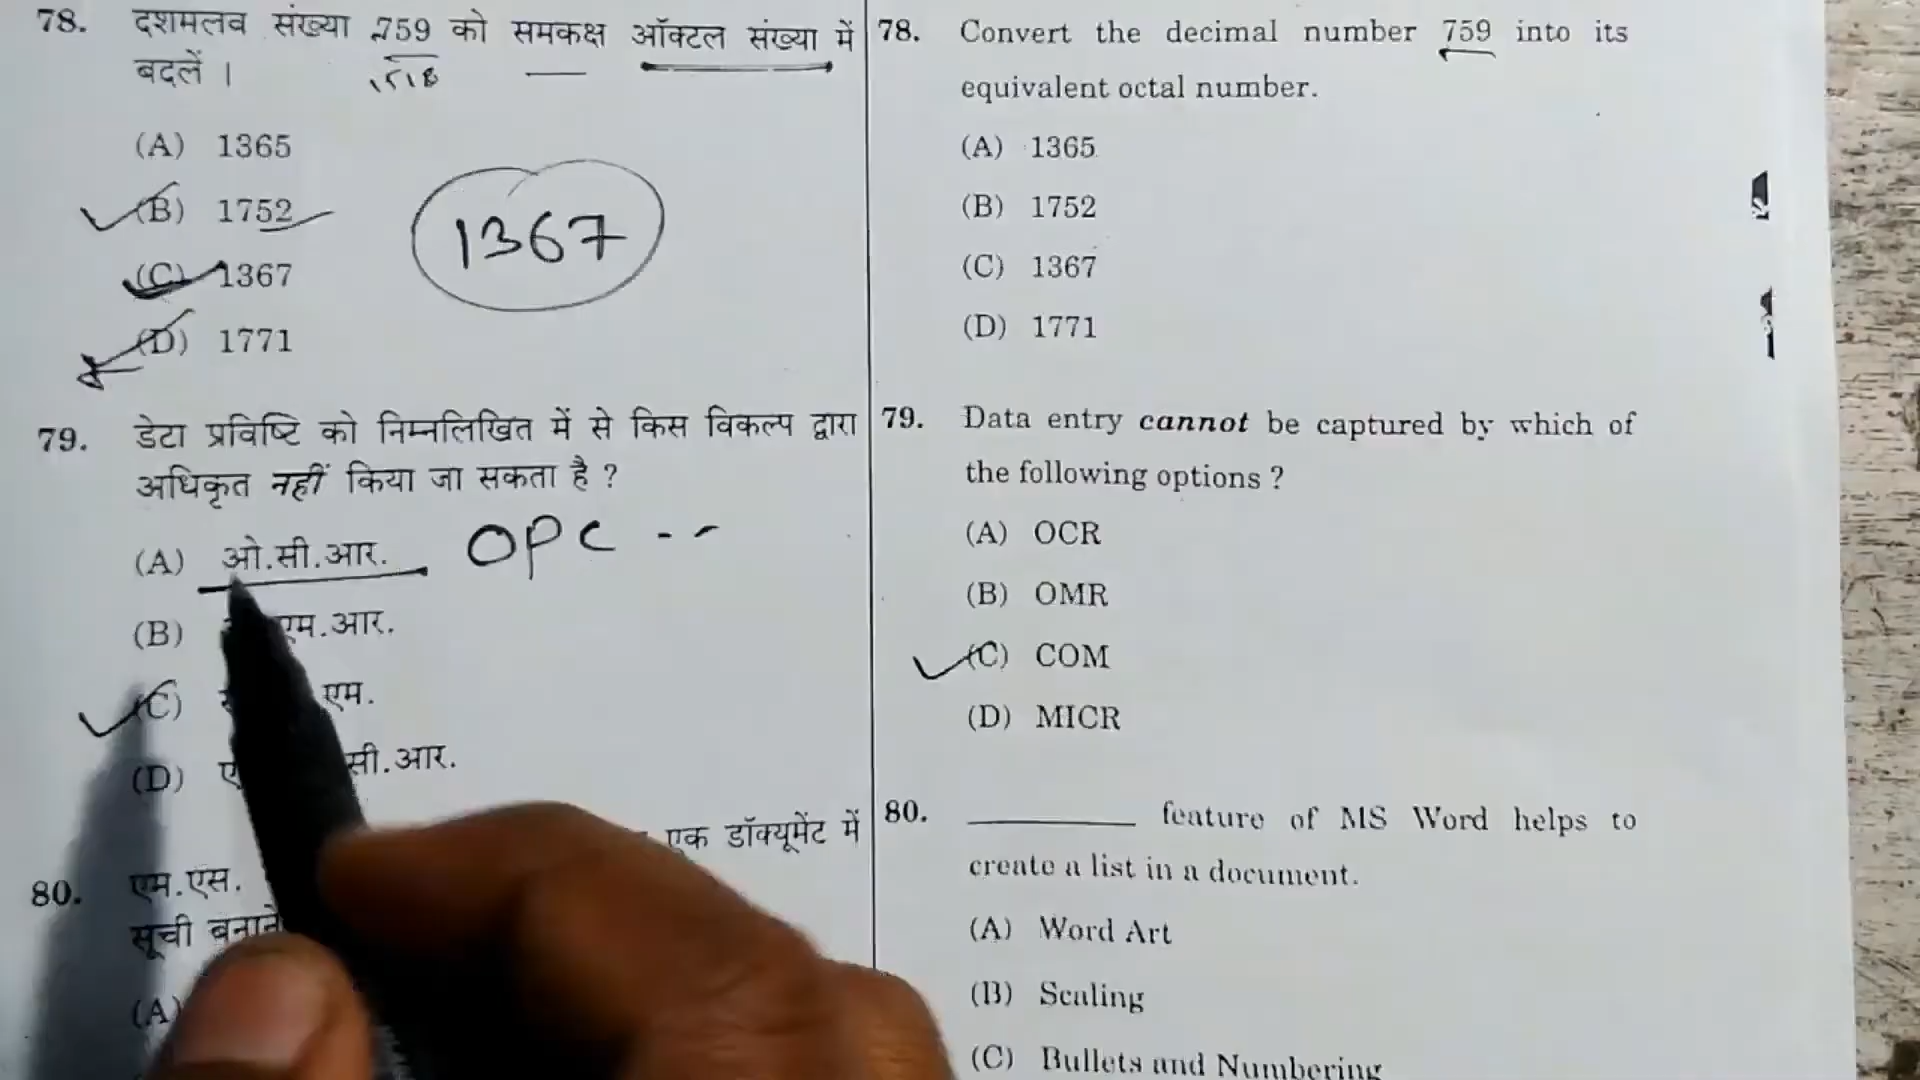 78. दशमलव संख्या 759 को समकक्ष ऑक्टल संख्या में
बदलें ।
(A) 1365
(B) 1752
(C) 1367
(D) 1771
1367
79. डेटा प्रविष्टि को निम्नलिखित में से किस विकल्प द्वारा
अधिकृत नहीं किया जा सकता है ?
(A) ओ.सी.आर.
OPC --
(B) एम.आर.
(C) एम.
(D) सी.आर.
80. एम.एस. एक डॉक्यूमेंट में
सूची बनाने
(A)
78. Convert the decimal number 759 into its
equivalent octal number.
(A) 1365
(B) 1752
(C) 1367
(D) 1771
79. Data entry cannot be captured by which of
the following options ?
(A) OCR
(B) OMR
(C) COM
(D) MICR
80. ________ feature of MS Word helps to
create a list in a document.
(A) Word Art
(B) Scaling
(C) Bullets and Numbering